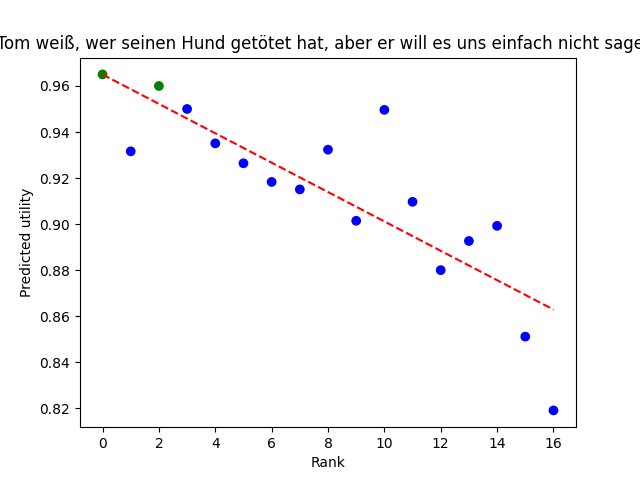 Tom weiß, wer seinen Hund getötet hat, aber er will es uns einfach nicht sage
0.96
0.94
0.92
0.90
0.88
0.86
0.84
0.82
Predicted utility
0 2 4 6 8 10 12 14 16
Rank